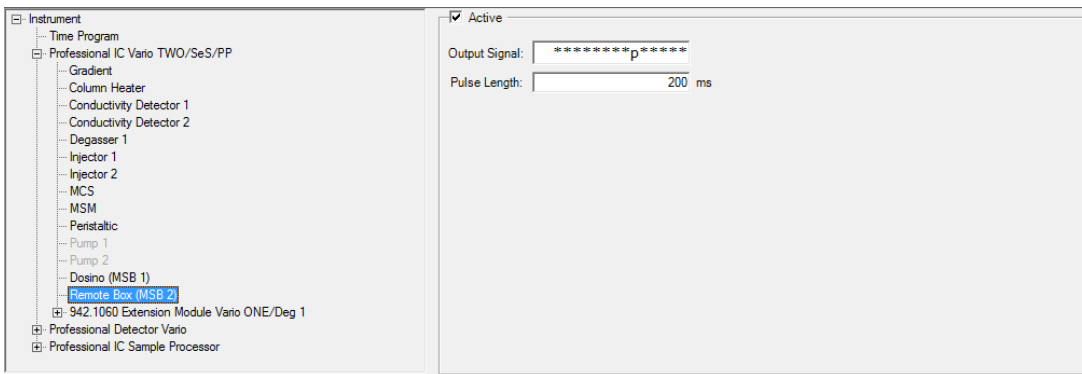 Instrument
Time Program
Professional IC Vario TWO/SeS/PP
Gradient
Column Heater
Conductivity Detector 1
Conductivity Detector 2
Degasser 1
Injector 1
Injector 2
MCS
MSM
Peristaltic
Pump 1
Pump 2
Dosino (MSB 1)
Remote Box (MSB 2)
942.1060 Extension Module Vario ONE/Deg 1
Professional Detector Vario
Professional IC Sample Processor
Active
Output Signal: ********p*****
Pulse Length: 200 ms